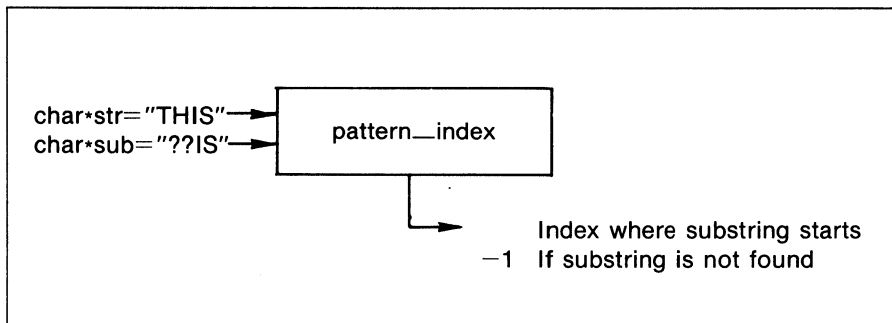 char*str="THIS"
char*sub="??IS"
pattern_index
Index where substring starts
−1 If substring is not found